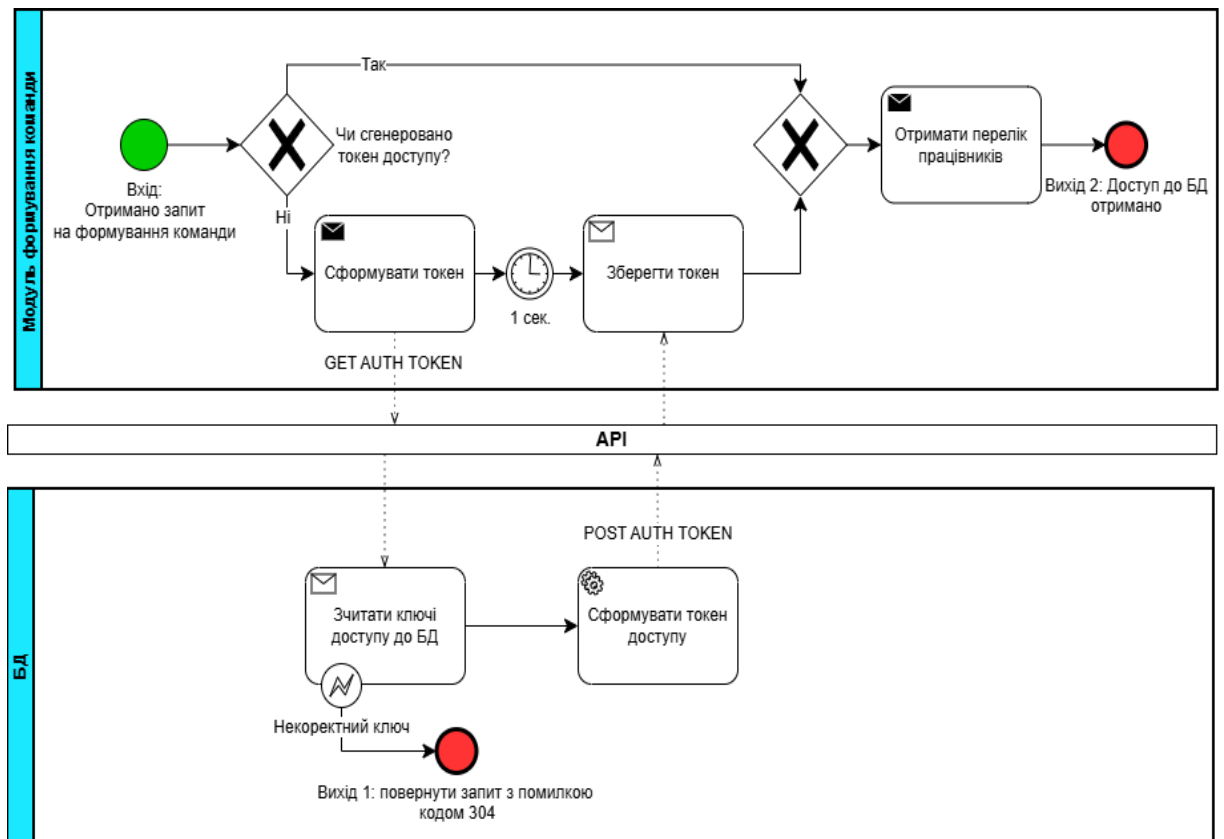 Модуль формування команди
Так
Чи сгенеровано
токен доступу?
Отримати перелік
працівників
Вхід:
Отримано запит
на формування команди
Вихід 2: Доступ до БД
отримано
Ні
Сформувати токен
1 сек.
Зберегти токен
GET AUTH TOKEN
API
БД
POST AUTH TOKEN
Зчитати ключі
доступу до БД
Сформувати токен
доступу
Некоректний ключ
Вихід 1: повернути запит з помилкою
кодом 304